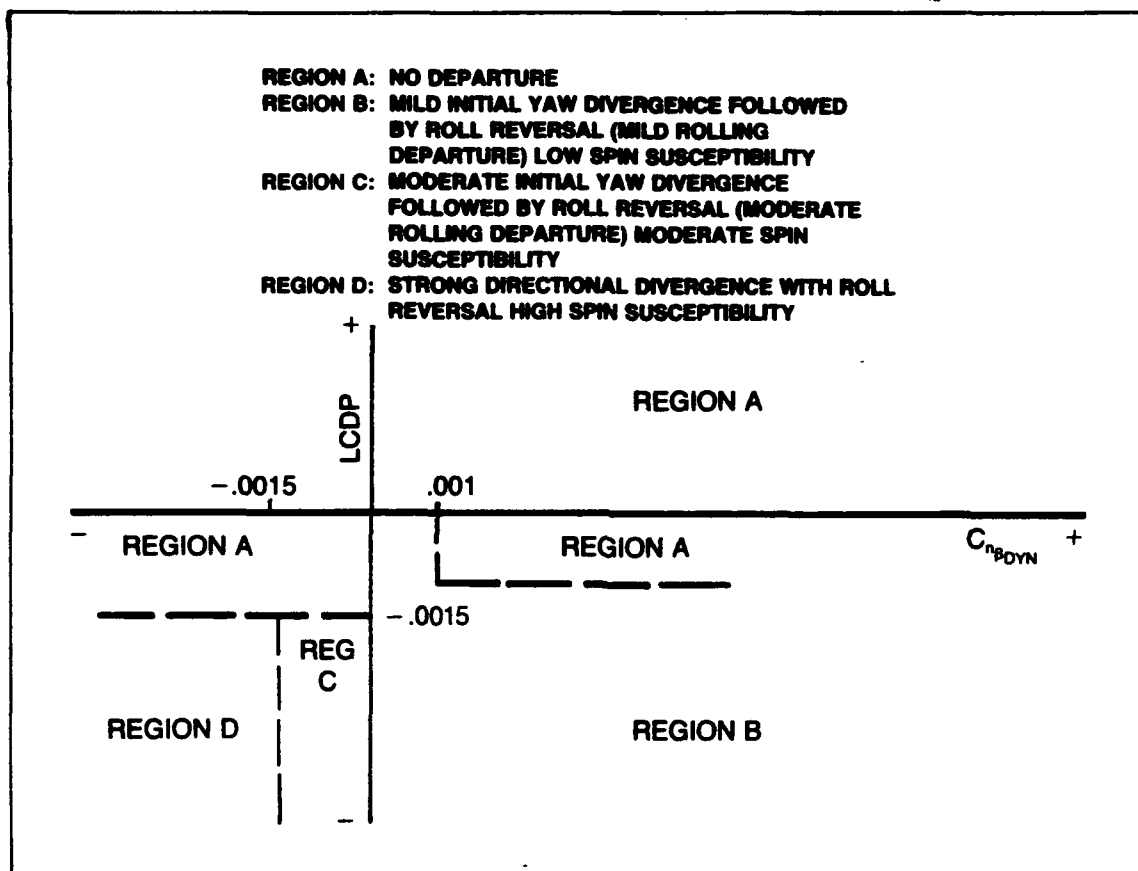 REGION A: NO DEPARTURE
REGION B: MILD INITIAL YAW DIVERGENCE FOLLOWED
BY ROLL REVERSAL (MILD ROLLING
DEPARTURE) LOW SPIN SUSCEPTIBILITY
REGION C: MODERATE INITIAL YAW DIVERGENCE
FOLLOWED BY ROLL REVERSAL (MODERATE
ROLLING DEPARTURE) MODERATE SPIN
SUSCEPTIBILITY
REGION D: STRONG DIRECTIONAL DIVERGENCE WITH ROLL
REVERSAL HIGH SPIN SUSCEPTIBILITY
+
LCDP
REGION A
−.0015
.001
−
REGION A
REGION A
CnβDYN
+
−.0015
REG
C
REGION D
REGION B
−